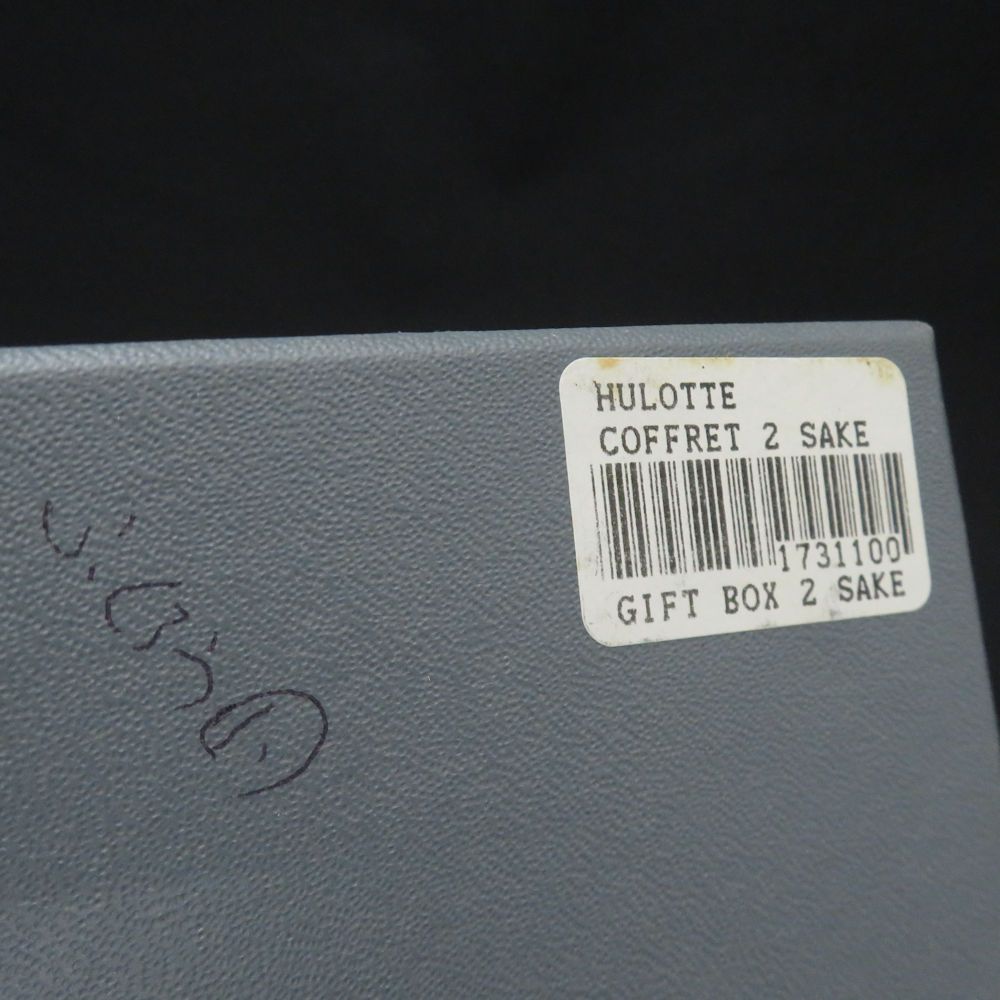 HULOTTE
COFFRET 2 SAKE
1731100
GIFT BOX 2 SAKE